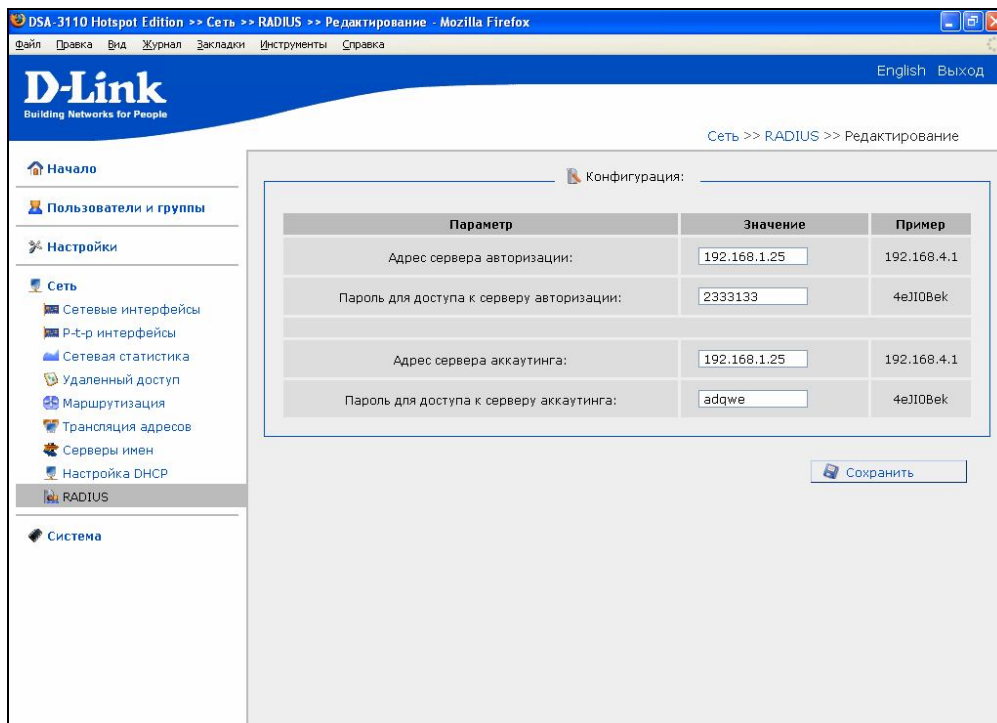 DSA-3110 Hotspot Edition >> Сеть >> RADIUS >> Редактирование - Mozilla Firefox
Файл Правка Вид Журнал Закладки Инструменты Справка
English Выход
D-Link
Building Networks for People
Сеть >> RADIUS >> Редактирование
Начало
Пользователи и группы
Настройки
Сеть
Сетевые интерфейсы
P-t-p интерфейсы
Сетевая статистика
Удаленный доступ
Маршрутизация
Трансляция адресов
Серверы имен
Настройка DHCP
RADIUS
Система
Конфигурация:
Параметр Значение Пример
Адрес сервера авторизации: 192.168.1.25 192.168.4.1
Пароль для доступа к серверу авторизации: 2333133 4eJI0Bek
Адрес сервера аккаутинга: 192.168.1.25 192.168.4.1
Пароль для доступа к серверу аккаутинга: adqwe 4eJI0Bek
Сохранить